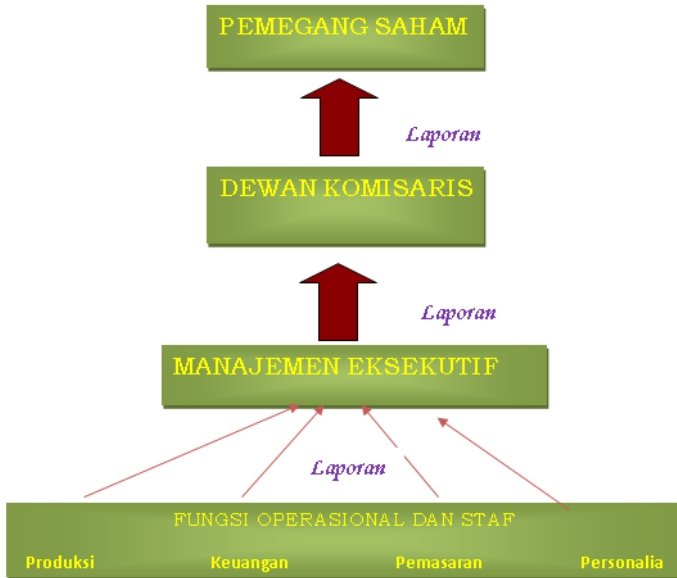 PEMEGANG SAHAM
Laporan
DEWAN KOMISARIS
Laporan
MANAJEMEN EKSEKUTIF
Laporan
FUNGSI OPERASIONAL DAN STAF
Produksi Keuangan Pemasaran Personalia